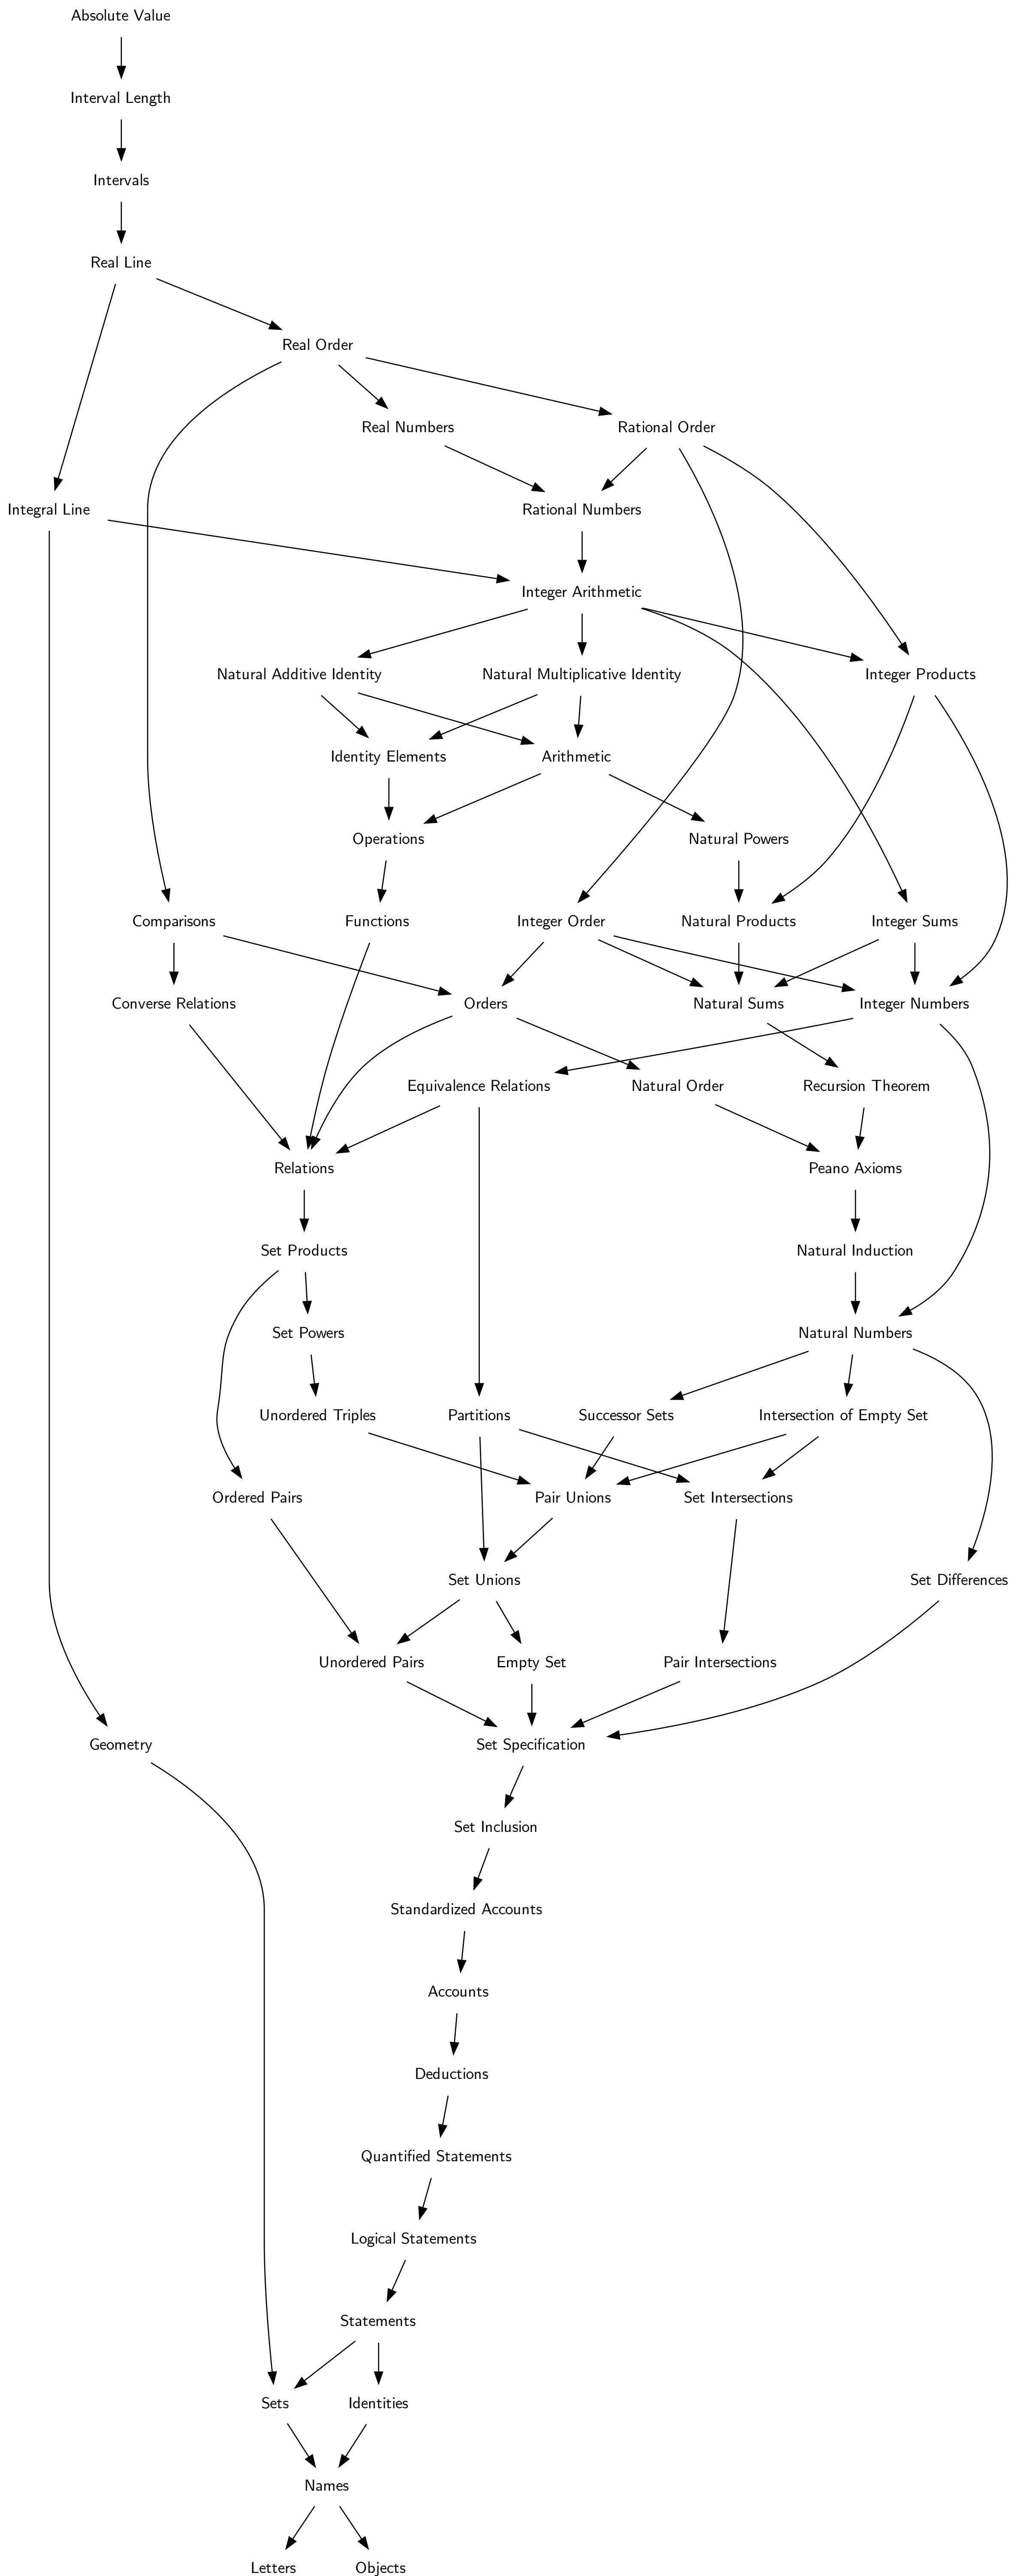 Absolute Value
Interval Length
Intervals
Real Line
Real Order
Real Numbers
Rational Order
Integral Line
Rational Numbers
Integer Arithmetic
Natural Additive Identity
Natural Multiplicative Identity
Integer Products
Identity Elements
Arithmetic
Operations
Natural Powers
Comparisons
Functions
Integer Order
Natural Products
Integer Sums
Converse Relations
Orders
Natural Sums
Integer Numbers
Equivalence Relations
Natural Order
Recursion Theorem
Relations
Peano Axioms
Set Products
Natural Induction
Set Powers
Natural Numbers
Unordered Triples
Partitions
Successor Sets
Intersection of Empty Set
Ordered Pairs
Pair Unions
Set Intersections
Set Unions
Set Differences
Unordered Pairs
Empty Set
Pair Intersections
Geometry
Set Specification
Set Inclusion
Standardized Accounts
Accounts
Deductions
Quantified Statements
Logical Statements
Statements
Sets
Identities
Names
Letters
Objects